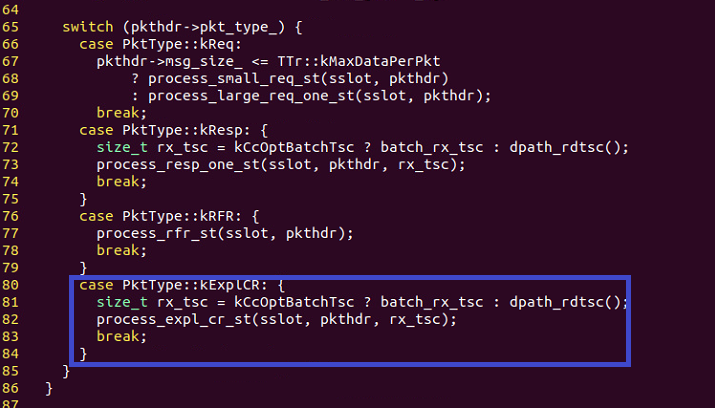 64
65     switch (pkthdr->pkt_type_) {
66       case PktType::kReq:
67         pkthdr->msg_size_ <= TTr::kMaxDataPerPkt
68             ? process_small_req_st(sslot, pkthdr)
69             : process_large_req_one_st(sslot, pkthdr);
70         break;
71       case PktType::kResp: {
72         size_t rx_tsc = kCcOptBatchTsc ? batch_rx_tsc : dpath_rdtsc();
73         process_resp_one_st(sslot, pkthdr, rx_tsc);
74         break;
75       }
76       case PktType::kRFR: {
77         process_rfr_st(sslot, pkthdr);
78         break;
79       }
80       case PktType::kExplCR: {
81         size_t rx_tsc = kCcOptBatchTsc ? batch_rx_tsc : dpath_rdtsc();
82         process_expl_cr_st(sslot, pkthdr, rx_tsc);
83         break;
84       }
85     }
86   }
87